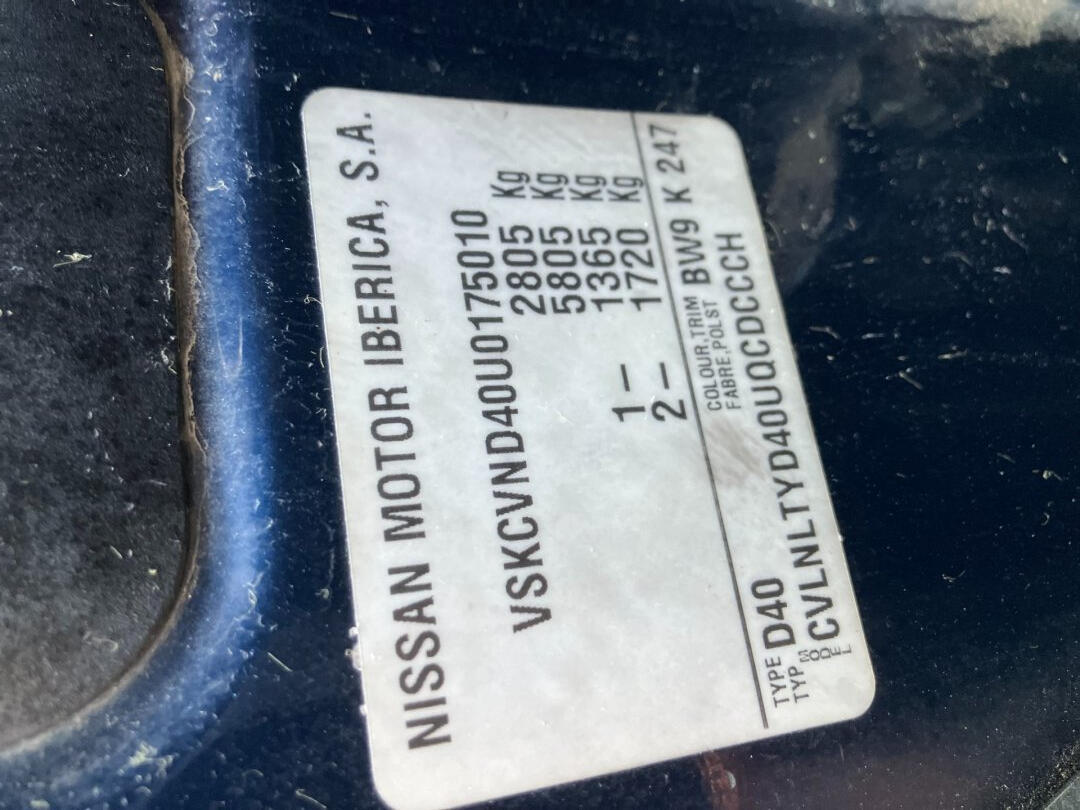 NISSAN MOTOR IBERICA, S.A.
VSKCVND40U0175010
2805 Kg
5805 Kg
1- 1365 Kg
2- 1720 Kg
COLOUR,TRIM BW9 K 247
FABRE,POLST
TYPE D40
TYP
MODEL CVLNLTYD40UQCDCCCH